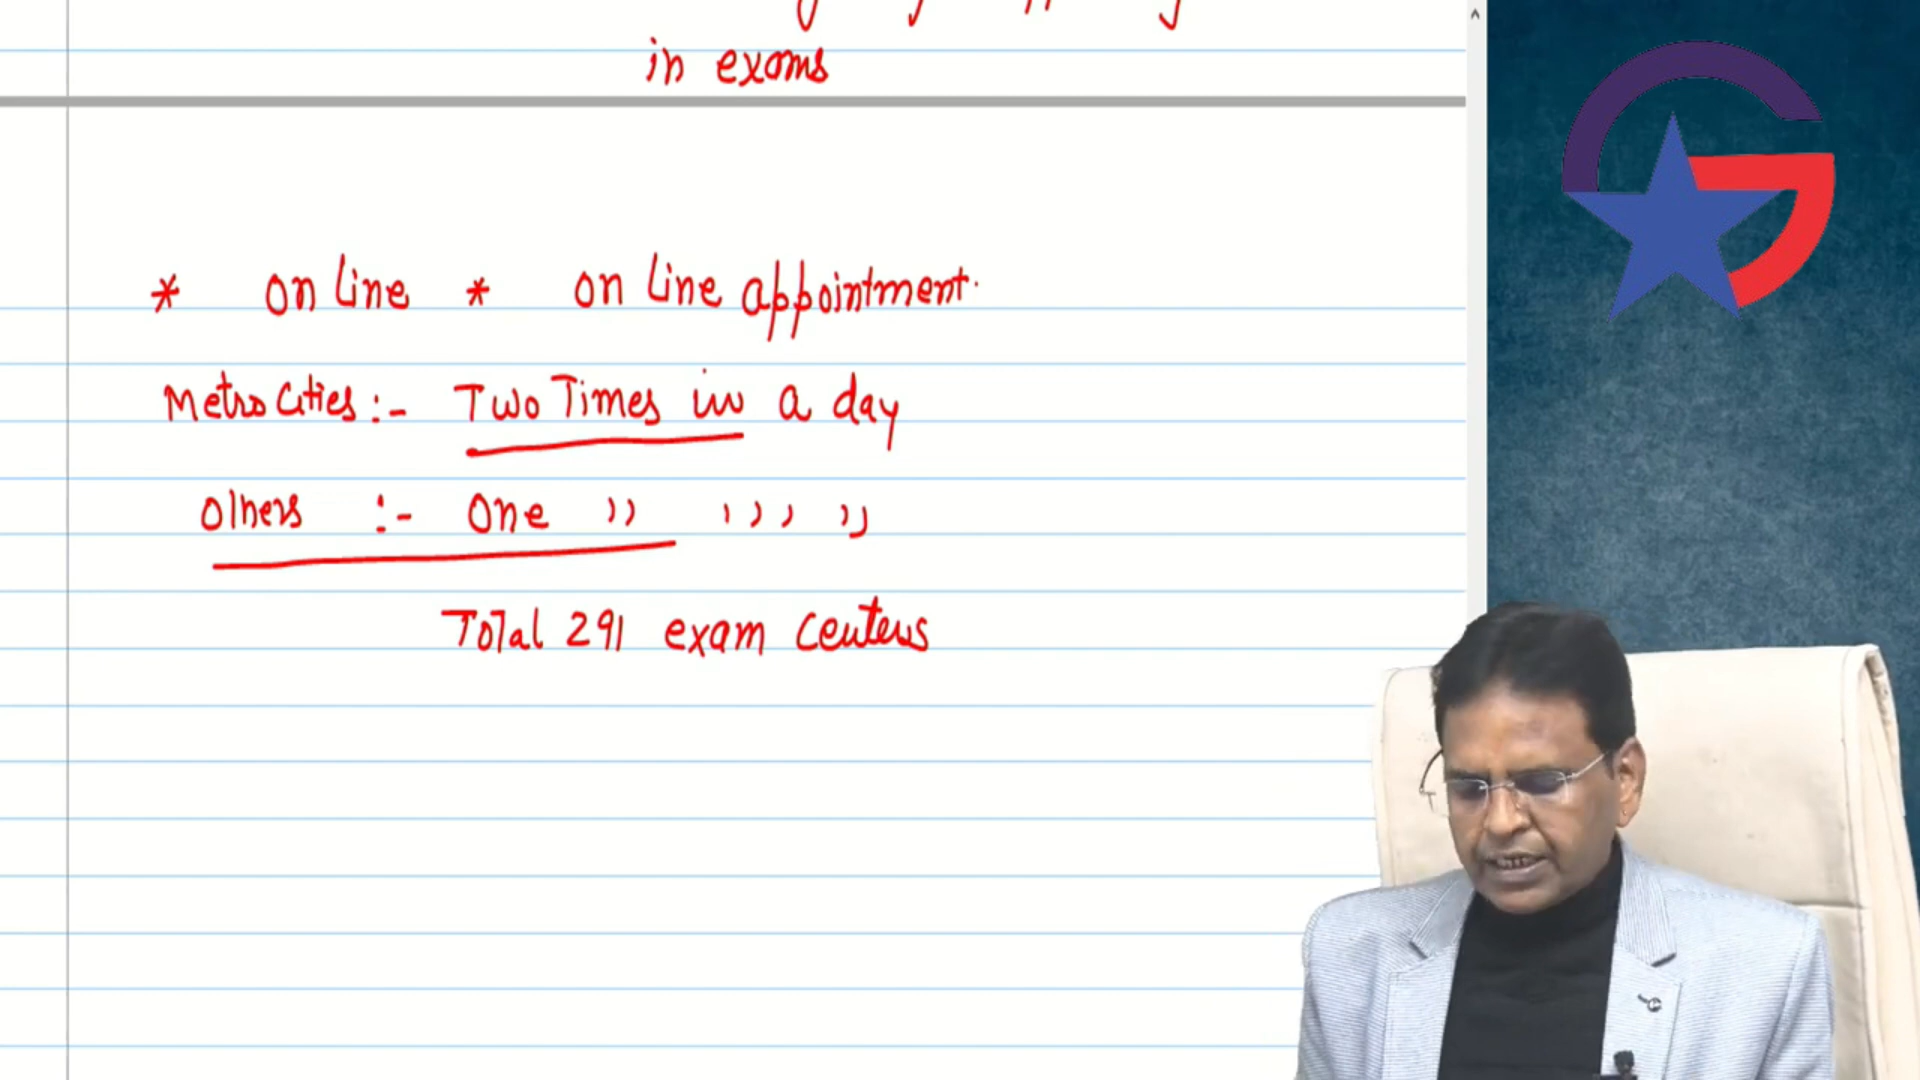 in exams
* on line * on line appointment.
Metro Cities :- Two Times in a day
Others :- One " " " "
Total 291 exam centers